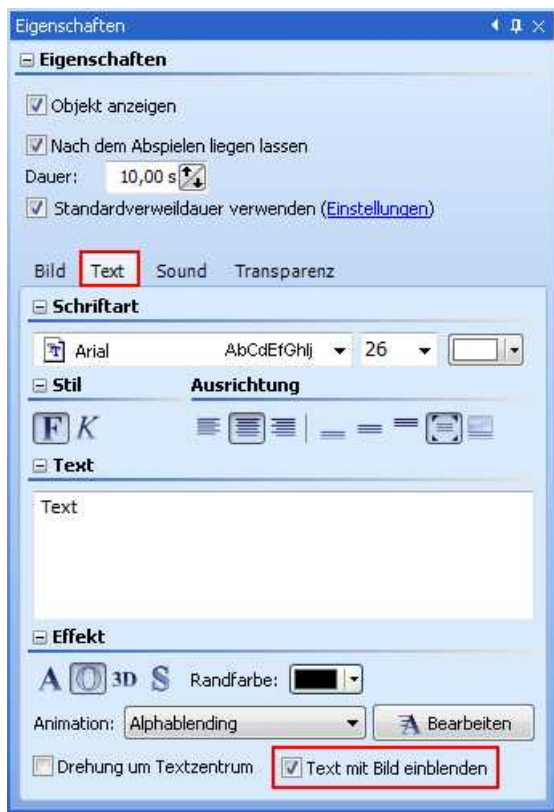 Eigenschaften
Eigenschaften
Objekt anzeigen
Nach dem Abspielen liegen lassen
Dauer: 10,00 s
Standardverweildauer verwenden (Einstellungen)
Bild Text Sound Transparenz
Schriftart
Arial AbCdEfGhIj 26
Stil Ausrichtung
F K
Text
Text
Effekt
A O 3D S Randfarbe:
Animation: Alphablending A Bearbeiten
Drehung um Textzentrum Text mit Bild einblenden